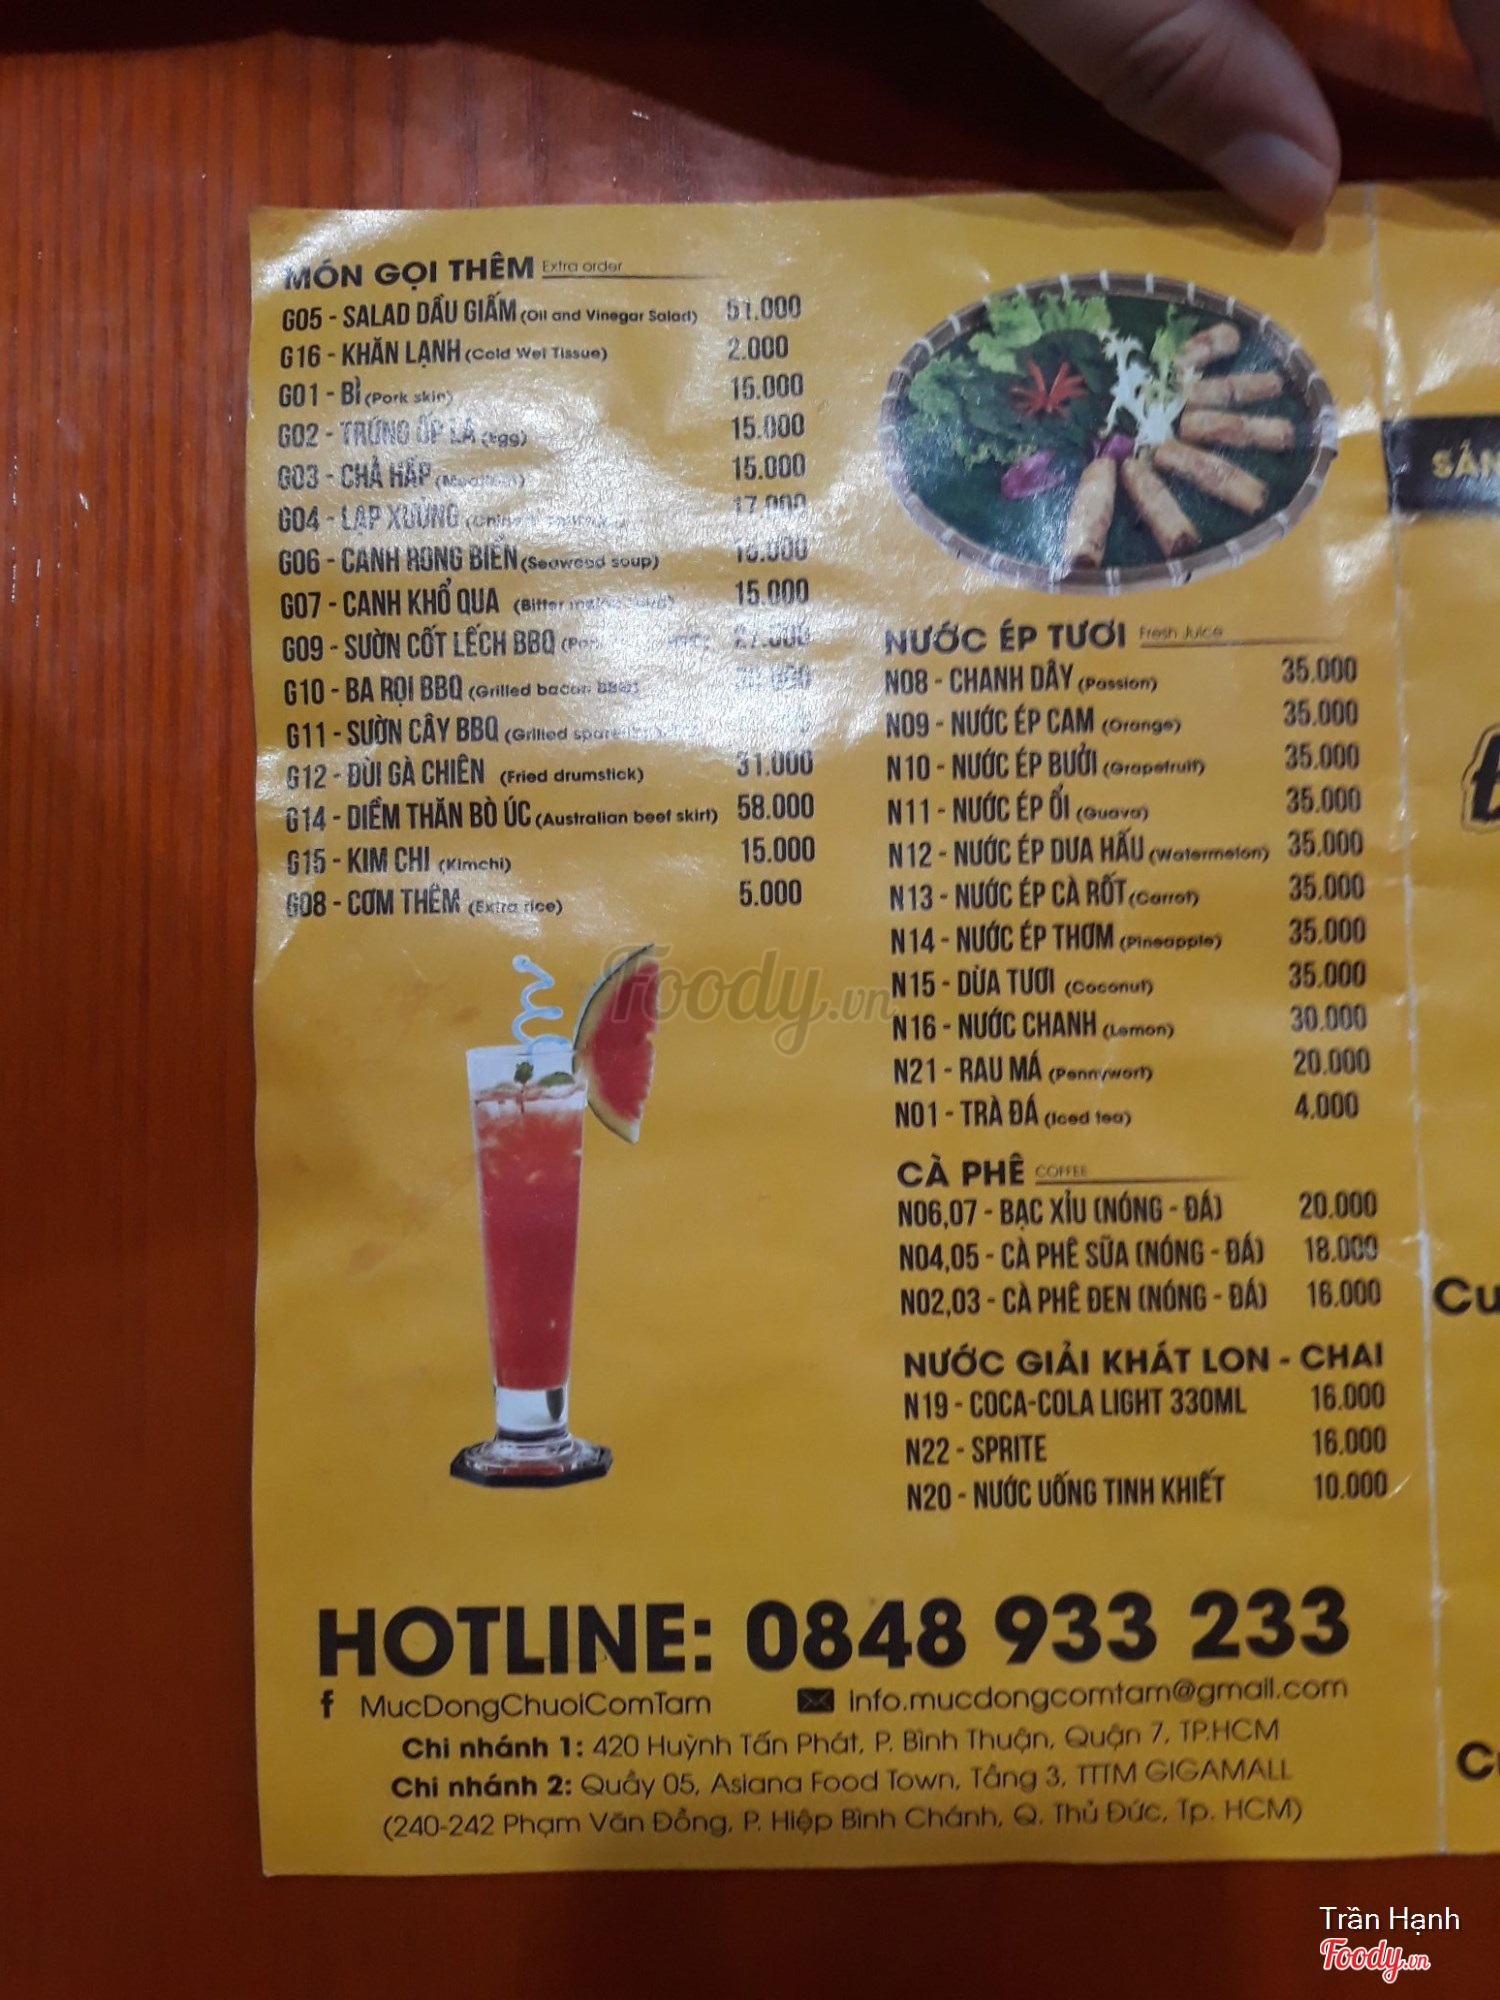 MÓN GỌI THÊM Extra order
G05 - SALAD DẦU GIẤM (Oil and Vinegar Salad) 51.000
G16 - KHĂN LẠNH (Cold Wet Tissue) 2.000
G01 - BÌ (Pork skin) 15.000
G02 - TRỨNG ỐP LA (Egg) 15.000
G03 - CHẢ HẤP 15.000
G04 - LẠP XƯỞNG 17.000
G06 - CANH RONG BIỂN (Seaweed soup)
G07 - CANH KHỔ QUA (Bitter 15.000
G09 - SƯỜN CỐT LẾCH BBQ 27.000
G10 - BA RỌI BBQ (Grilled bacon BBQ)
G11 - SƯỜN CÂY BBQ (Grilled
G12 - ĐÙI GÀ CHIÊN (Fried drumstick) 31.000
G14 - DIỀM THĂN BÒ ÚC (Australian beef skirt) 58.000
G15 - KIM CHI (Kimchi) 15.000
G08 - CƠM THÊM (Extra rice) 5.000
NƯỚC ÉP TƯƠI Fresh Juice
N08 - CHANH DÂY (Passion) 35.000
N09 - NƯỚC ÉP CAM (Orange) 35.000
N10 - NƯỚC ÉP BƯỞI (Grapefruit) 35.000
N11 - NƯỚC ÉP ỔI (Guava) 35.000
N12 - NƯỚC ÉP DƯA HẤU (Watermelon) 35.000
N13 - NƯỚC ÉP CÀ RỐT (Carrot) 35.000
N14 - NƯỚC ÉP THƠM (Pineapple) 35.000
N15 - DỪA TƯƠI (Coconut) 35.000
N16 - NƯỚC CHANH (Lemon) 30.000
N21 - RAU MÁ (Pennywort) 20.000
N01 - TRÀ ĐÁ (Iced tea) 4.000
CÀ PHÊ COFFEE
N06,07 - BẠC XỈU (NÓNG - ĐÁ) 20.000
N04,05 - CÀ PHÊ SỮA (NÓNG - ĐÁ) 18.000
N02,03 - CÀ PHÊ ĐEN (NÓNG - ĐÁ) 16.000
NƯỚC GIẢI KHÁT LON - CHAI
N19 - COCA-COLA LIGHT 330ML 16.000
N22 - SPRITE 16.000
N20 - NƯỚC UỐNG TINH KHIẾT 10.000
Foody.vn
HOTLINE: 0848 933 233
f MucDongChuoiComTam info.mucdongcomtam@gmail.com
Chi nhánh 1: 420 Huỳnh Tấn Phát, P. Bình Thuận, Quận 7, TP.HCM
Chi nhánh 2: Quầy 05, Asiana Food Town, Tầng 3, TTTM GIGAMALL
(240-242 Phạm Văn Đồng, P. Hiệp Bình Chánh, Q. Thủ Đức, Tp. HCM)
Trần Hạnh
Foody.vn